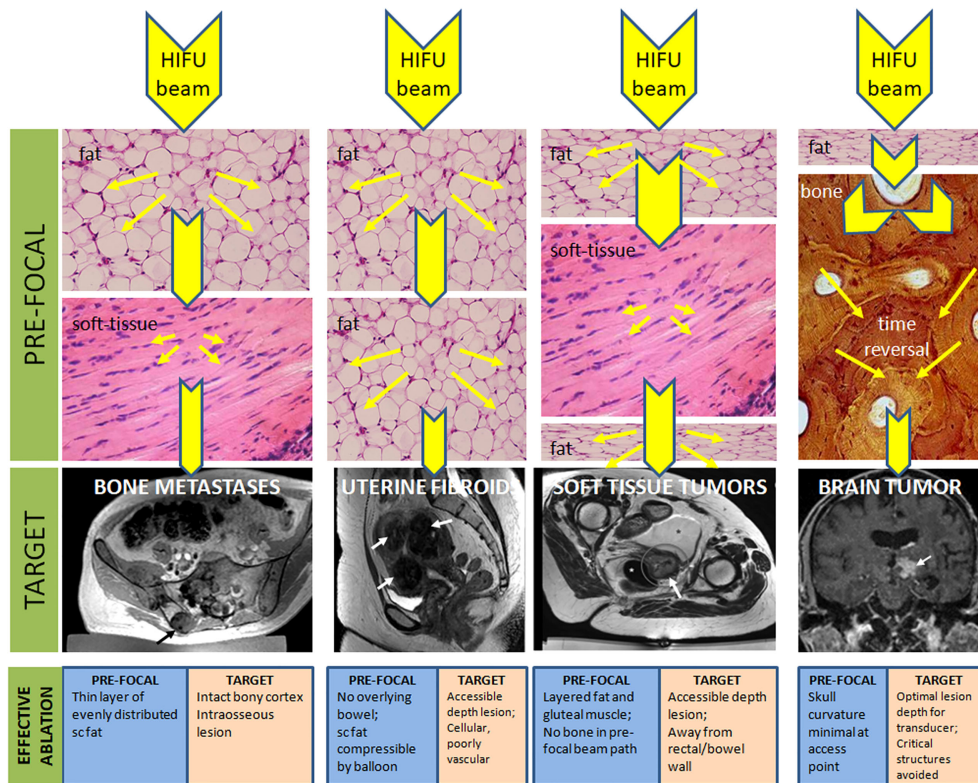 HIFU
beam
HIFU
beam
HIFU
beam
HIFU
beam
PRE-FOCAL
fat
soft-tissue
fat
fat
fat
soft-tissue
fat
fat
bone
time
reversal
TARGET
BONE METASTASES
UTERINE FIBROIDS
SOFT TISSUE TUMORS
BRAIN TUMOR
EFFECTIVE
ABLATION
PRE-FOCAL
Thin layer of
evenly distributed
sc fat
TARGET
Intact bony cortex
Intraosseous
lesion
PRE-FOCAL
No overlying
bowel;
sc fat
compressible
by balloon
TARGET
Accessible
depth lesion;
Cellular,
poorly
vascular
PRE-FOCAL
Layered fat and
gluteal muscle;
No bone in pre-
focal beam path
TARGET
Accessible depth
lesion;
Away from
rectal/bowel
wall
PRE-FOCAL
Skull
curvature
minimal at
access
point
TARGET
Optimal lesion
depth for
transducer;
Critical
structures
avoided